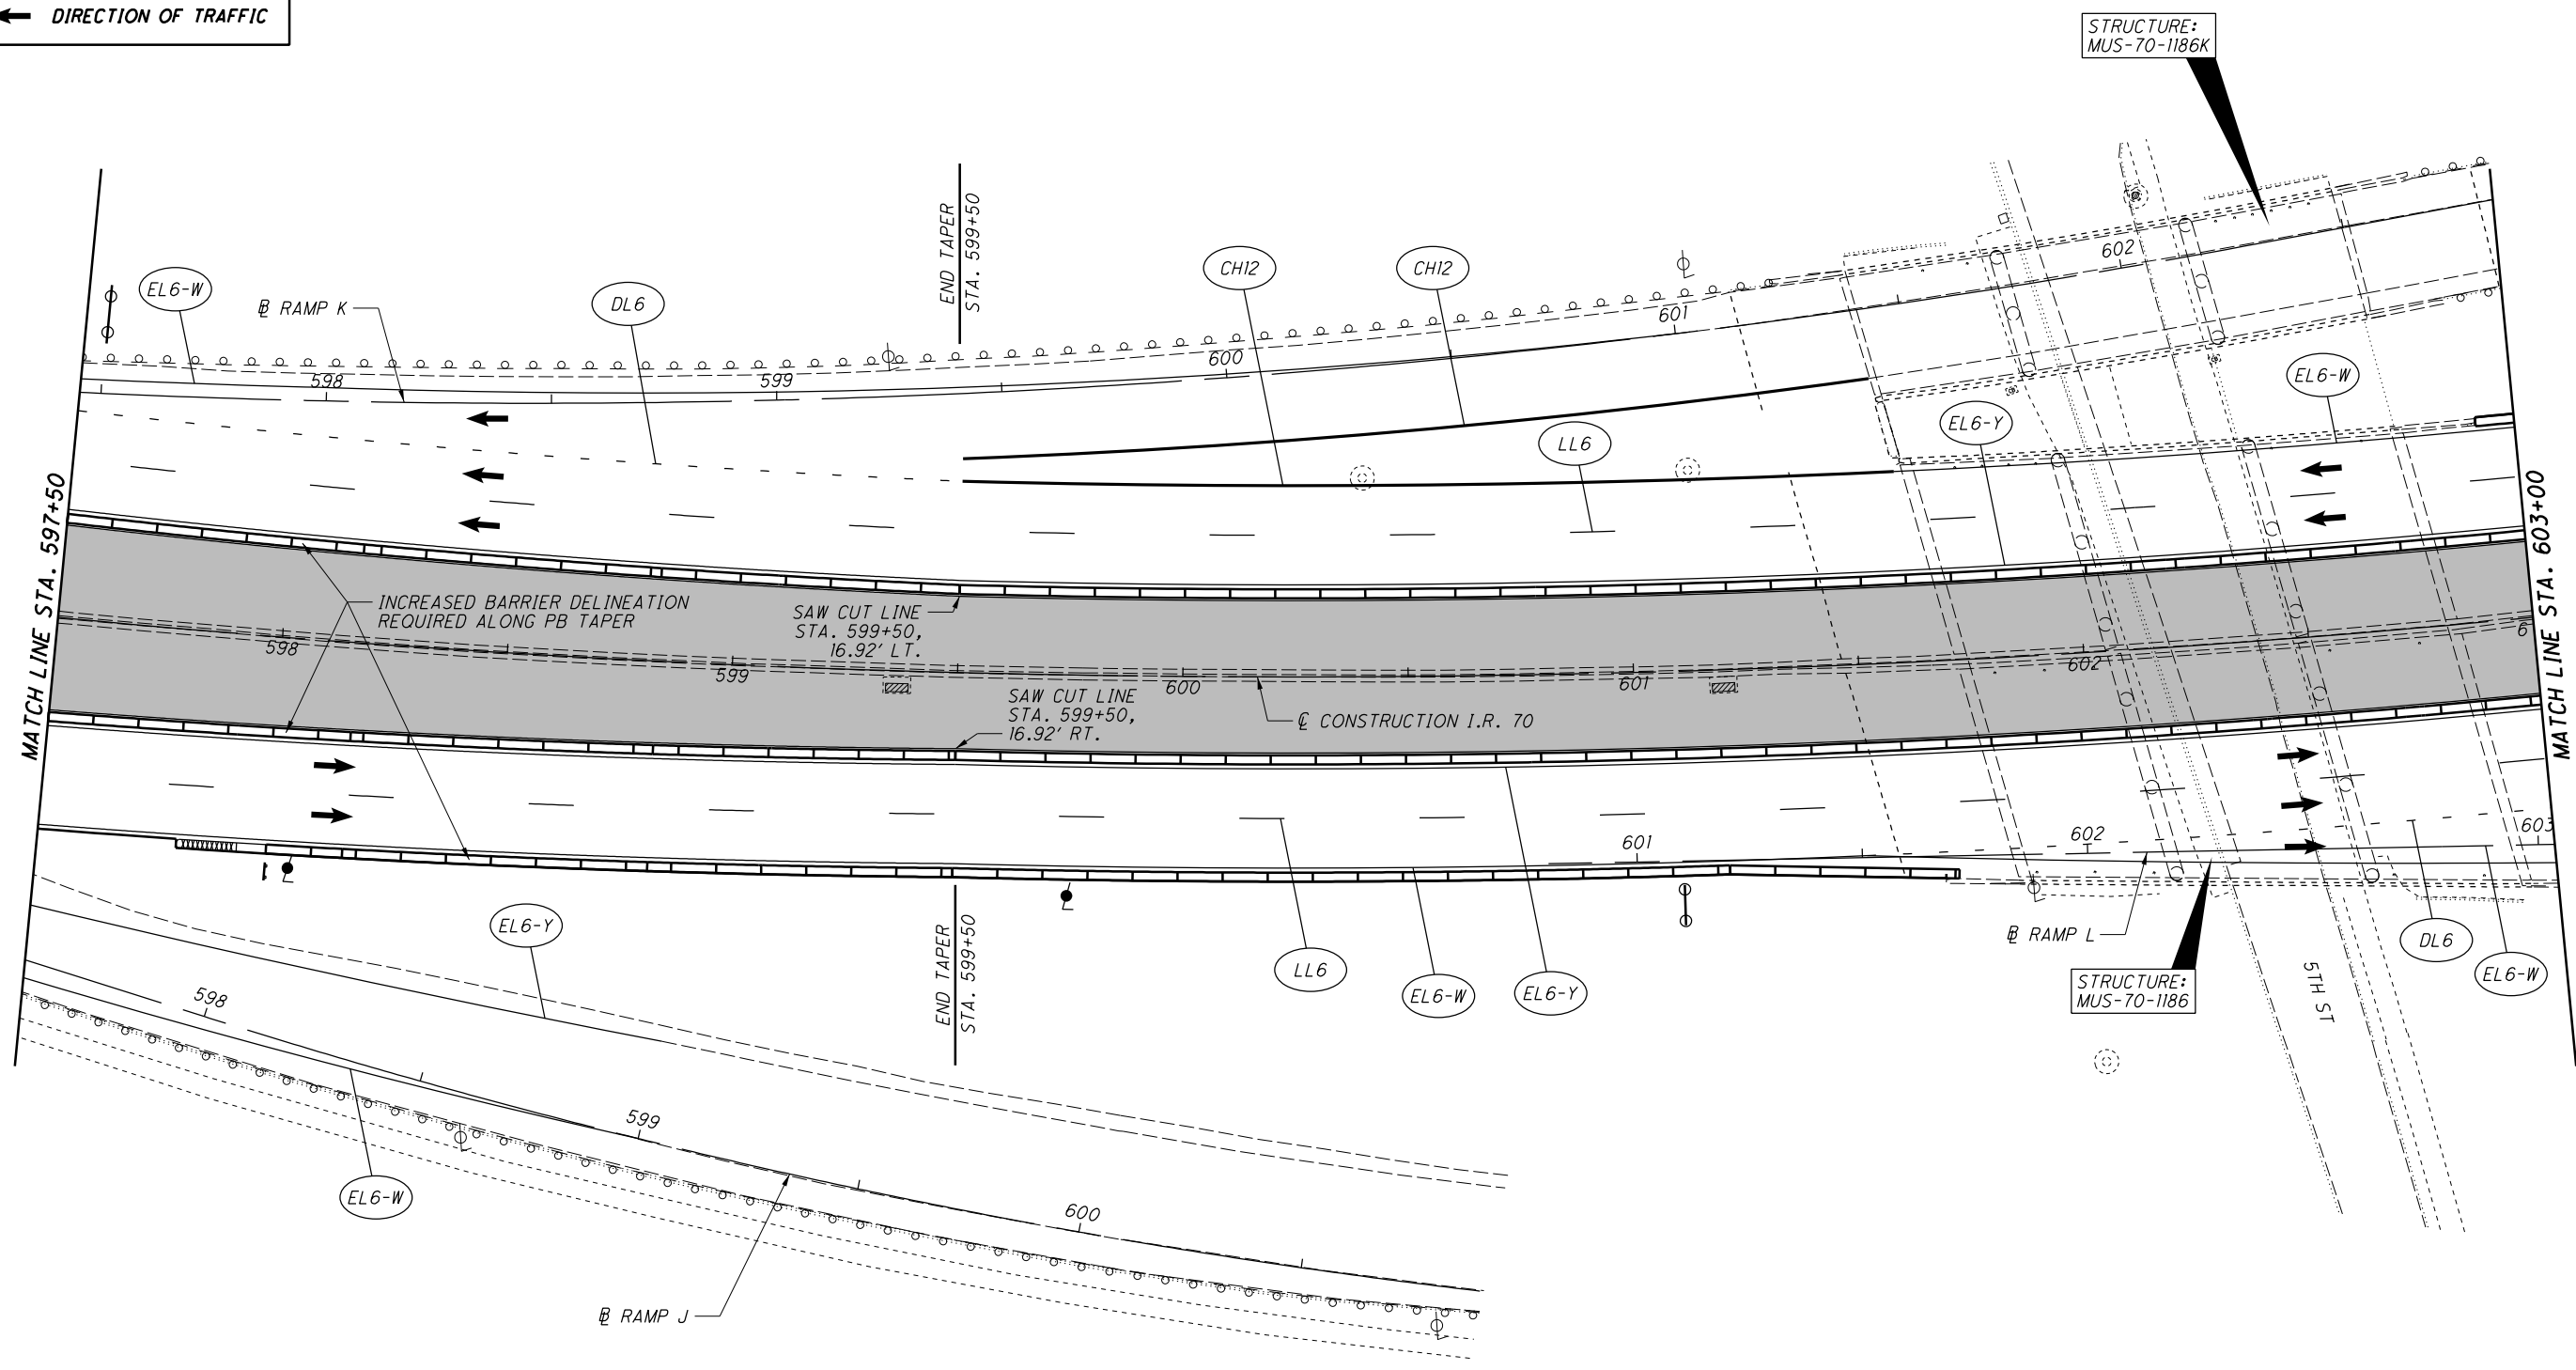 DIRECTION OF TRAFFIC
STRUCTURE:
MUS-70-1186K
END TAPER
STA. 599+50
EL6-W
℄ RAMP K
DL6
CH12
CH12
598
599
600
601
602
LL6
EL6-Y
EL6-W
MATCH LINE STA. 597+50
MATCH LINE STA. 603+00
INCREASED BARRIER DELINEATION
REQUIRED ALONG PB TAPER
SAW CUT LINE
STA. 599+50,
16.92' LT.
598
599
600
601
602
6
SAW CUT LINE
STA. 599+50,
16.92' RT.
℄ CONSTRUCTION I.R. 70
601
602
603
EL6-Y
END TAPER
STA. 599+50
LL6
EL6-W
EL6-Y
℄ RAMP L
STRUCTURE:
MUS-70-1186
5TH ST
DL6
EL6-W
598
599
600
EL6-W
℄ RAMP J